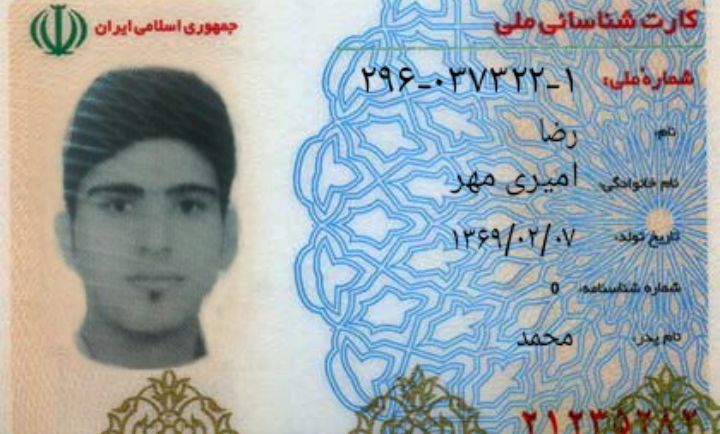 کارت شناسائی ملی
جمهوری اسلامی ایران
شماره ملی: ۲۹۶-۰۳۷۳۲۲-۱
نام: رضا
نام خانوادگی: امیری مهر
تاریخ تولد: ۱۳۶۹/۰۲/۰۷
شماره شناسنامه: 0
نام پدر: محمد